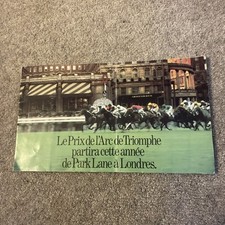 Le Prix de l'Arc de Triomphe
partira cette année
de Park Lane à Londres.